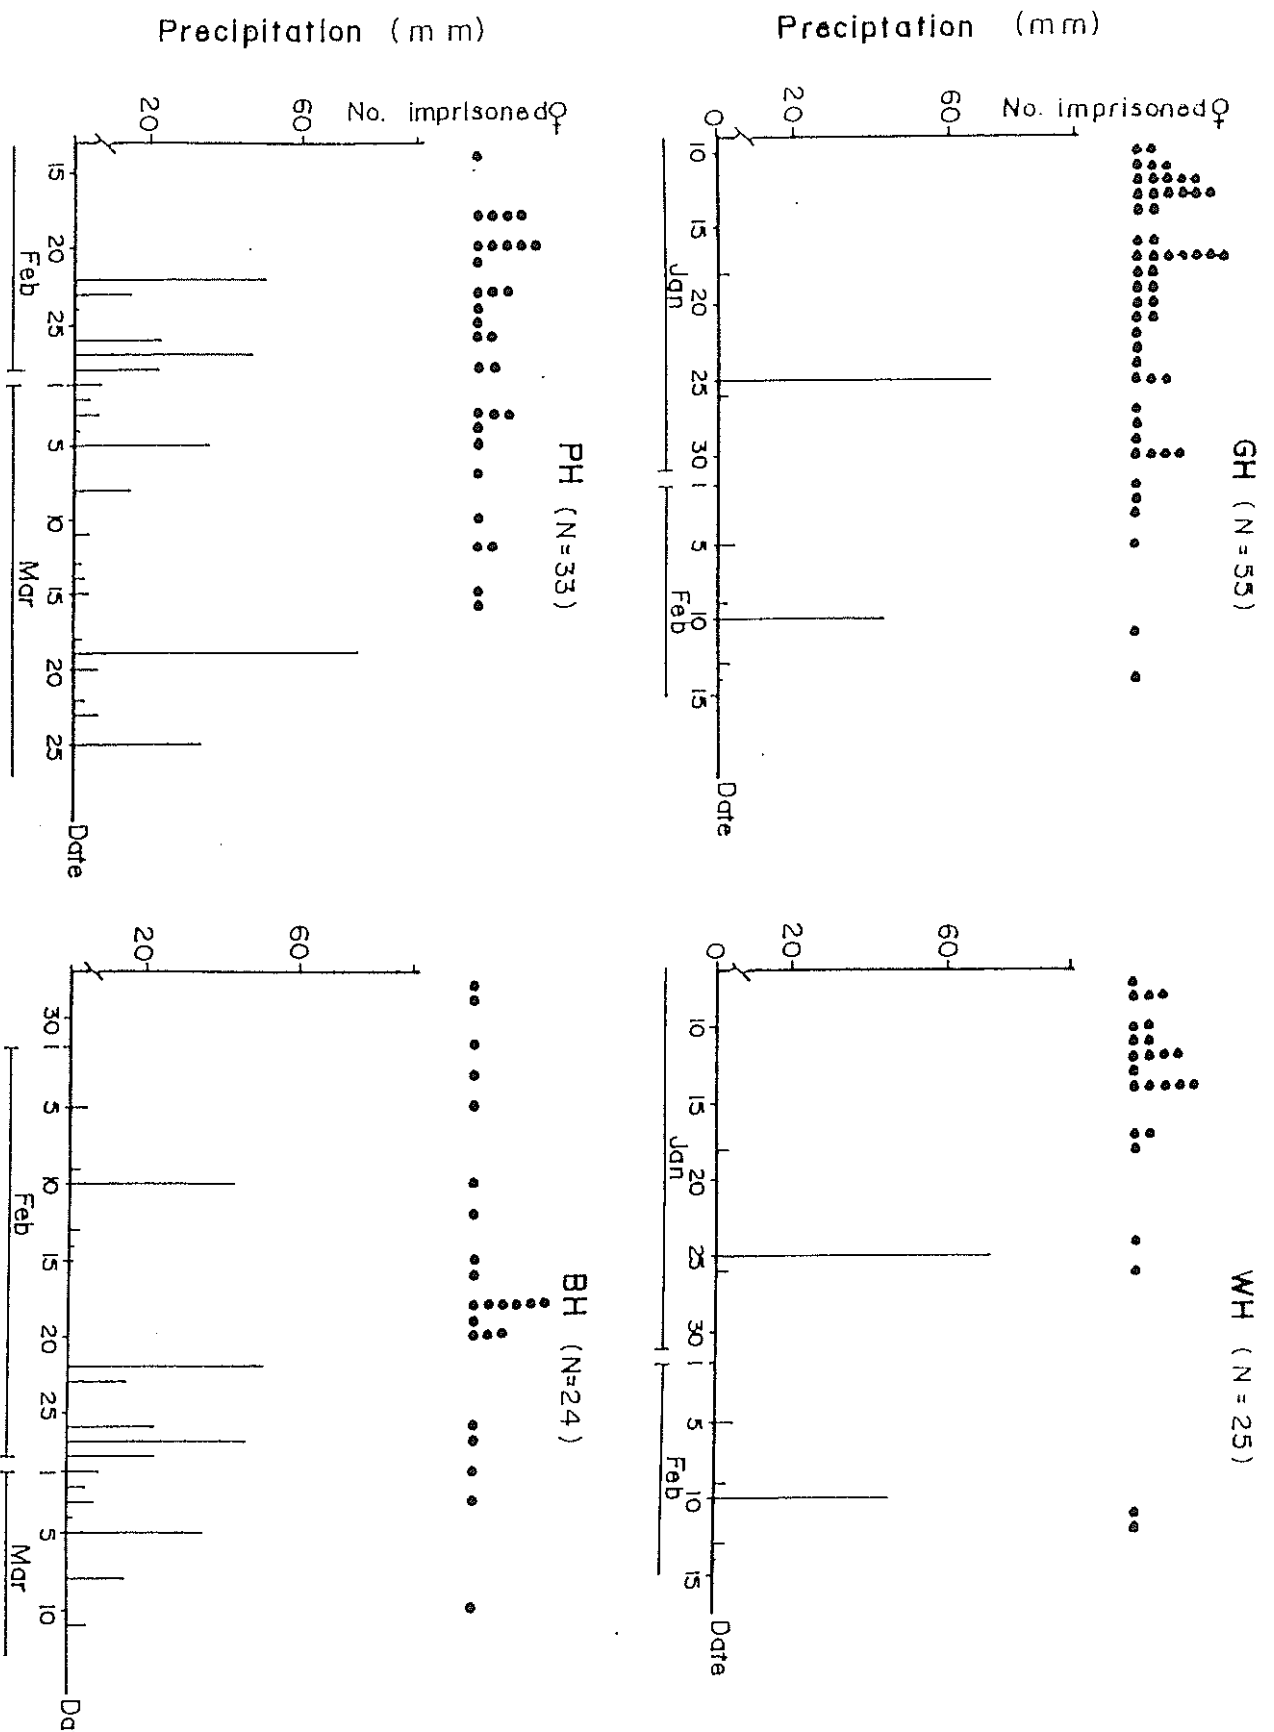 GH (N=55)
No. imprisoned♀
Preciptation (mm)
0 20 60
10 15 20 25 30 1 5 10 15
Jan Feb
Date
WH (N=25)
0 20 60
10 15 20 25 30 1 5 10 15
Jan Feb
Date
PH (N=33)
No. imprisoned♀
Precipitation (mm)
20 60
15 20 25 1 5 10 15 20 25
Feb Mar
Date
BH (N=24)
20 60
30 1 5 10 15 20 25 1 5 10
Feb Mar
Da